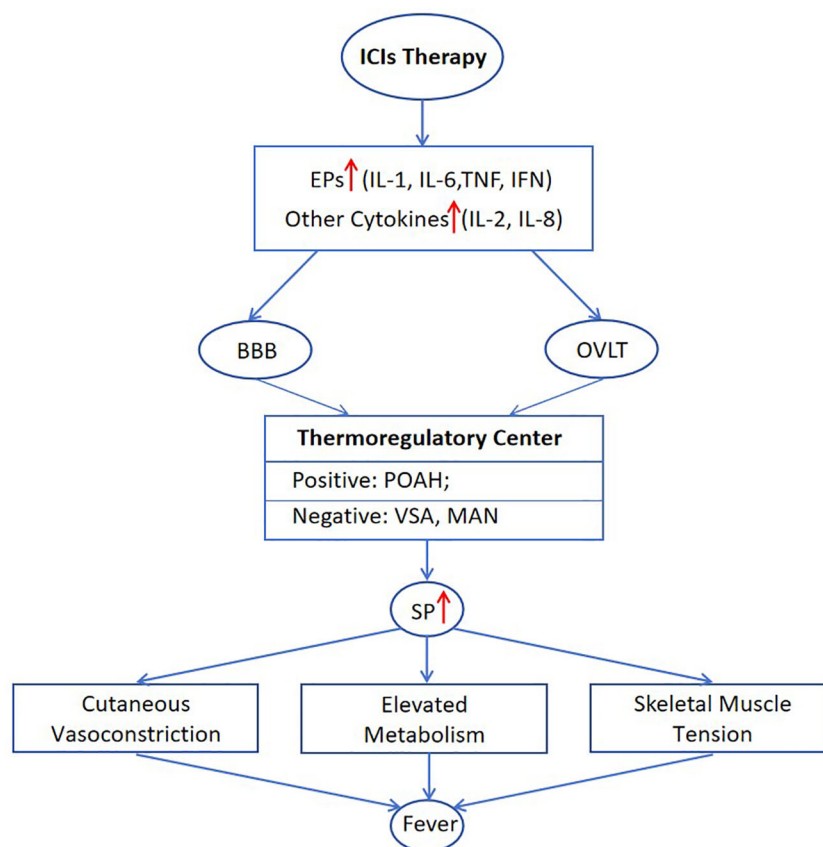 ICIs Therapy
EPs↑(IL-1, IL-6,TNF, IFN)
Other Cytokines↑(IL-2, IL-8)
BBB
OVLT
Thermoregulatory Center
Positive: POAH;
Negative: VSA, MAN
SP↑
Cutaneous
Vasoconstriction
Elevated
Metabolism
Skeletal Muscle
Tension
Fever